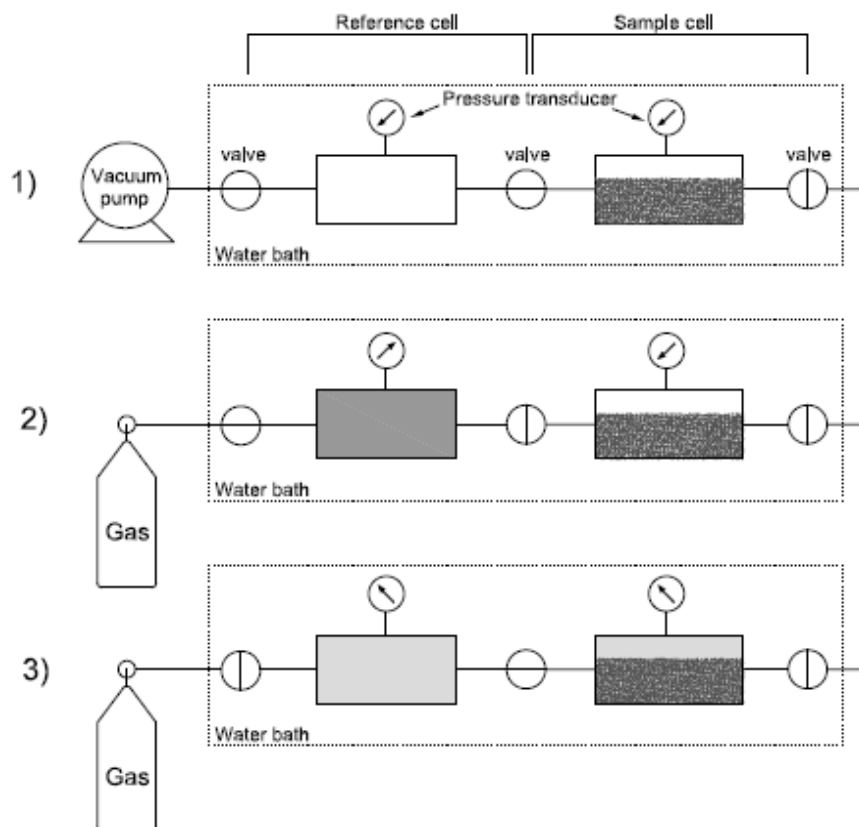 Reference cell
Sample cell
Pressure transducer
1)
Vacuum
pump
valve
valve
valve
Water bath
2)
Gas
Water bath
3)
Gas
Water bath